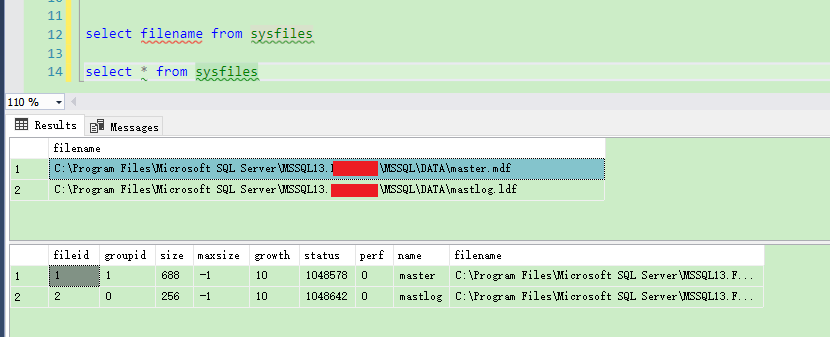 11
12 select filename from sysfiles
13
14 select * from sysfiles
110 %
Results Messages
filename
1 C:\Program Files\Microsoft SQL Server\MSSQL13. \MSSQL\DATA\master.mdf
2 C:\Program Files\Microsoft SQL Server\MSSQL13. \MSSQL\DATA\mastlog.ldf
fileid groupid size maxsize growth status perf name filename
1 1 1 688 -1 10 1048578 0 master C:\Program Files\Microsoft SQL Server\MSSQL13.F...
2 2 0 256 -1 10 1048642 0 mastlog C:\Program Files\Microsoft SQL Server\MSSQL13.F...